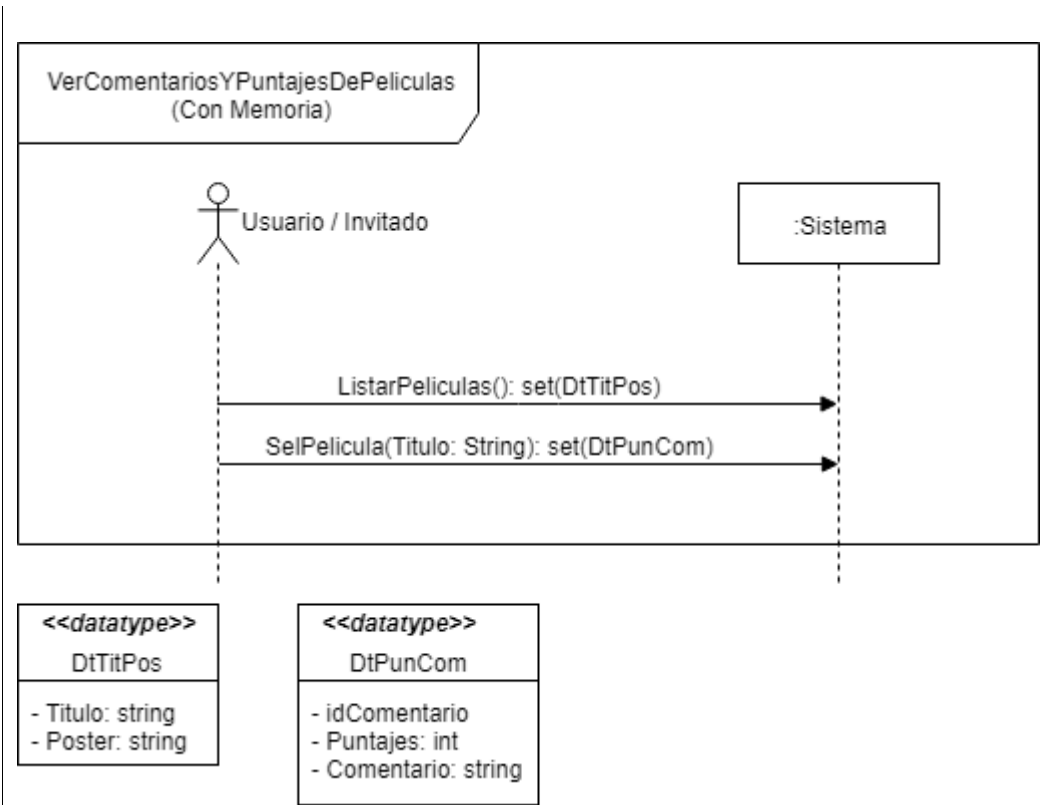 VerComentariosYPuntajesDePeliculas
(Con Memoria)
Usuario / Invitado
:Sistema
ListarPeliculas(): set(DtTitPos)
SelPelicula(Titulo: String): set(DtPunCom)
<<datatype>>
DtTitPos
- Titulo: string
- Poster: string
<<datatype>>
DtPunCom
- idComentario
- Puntajes: int
- Comentario: string